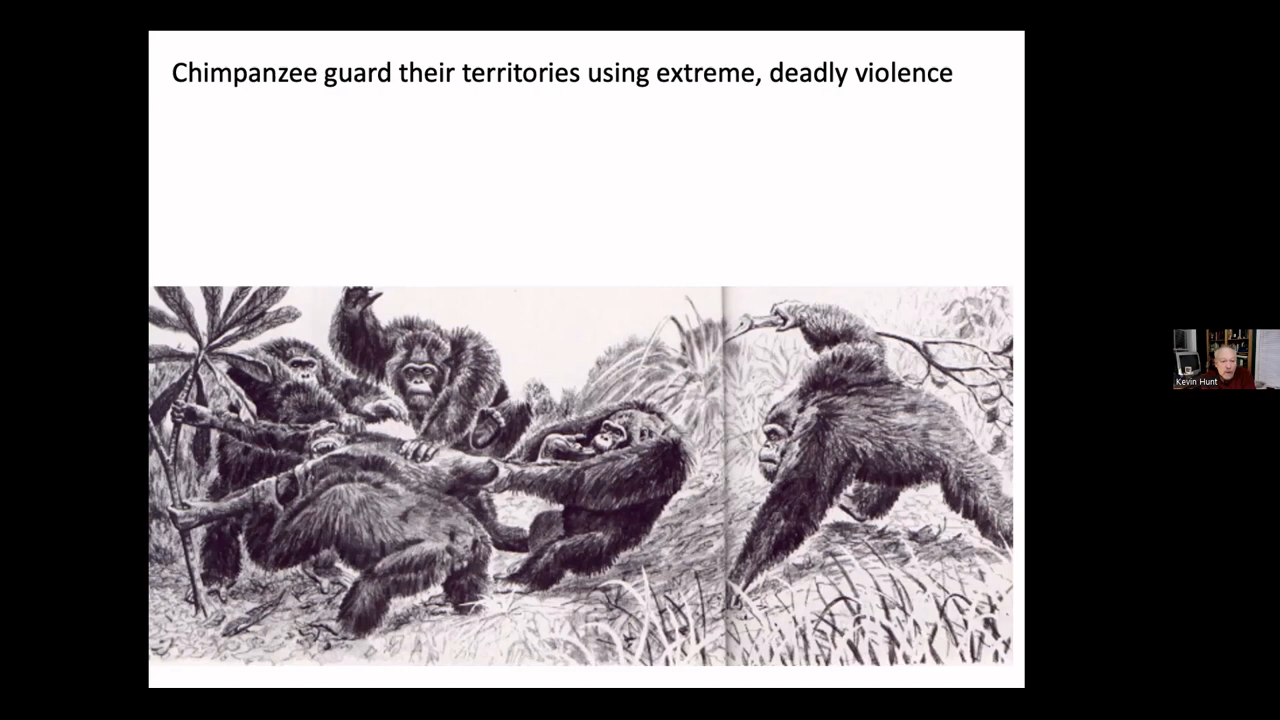 Chimpanzee guard their territories using extreme, deadly violence
Kevin Hunt